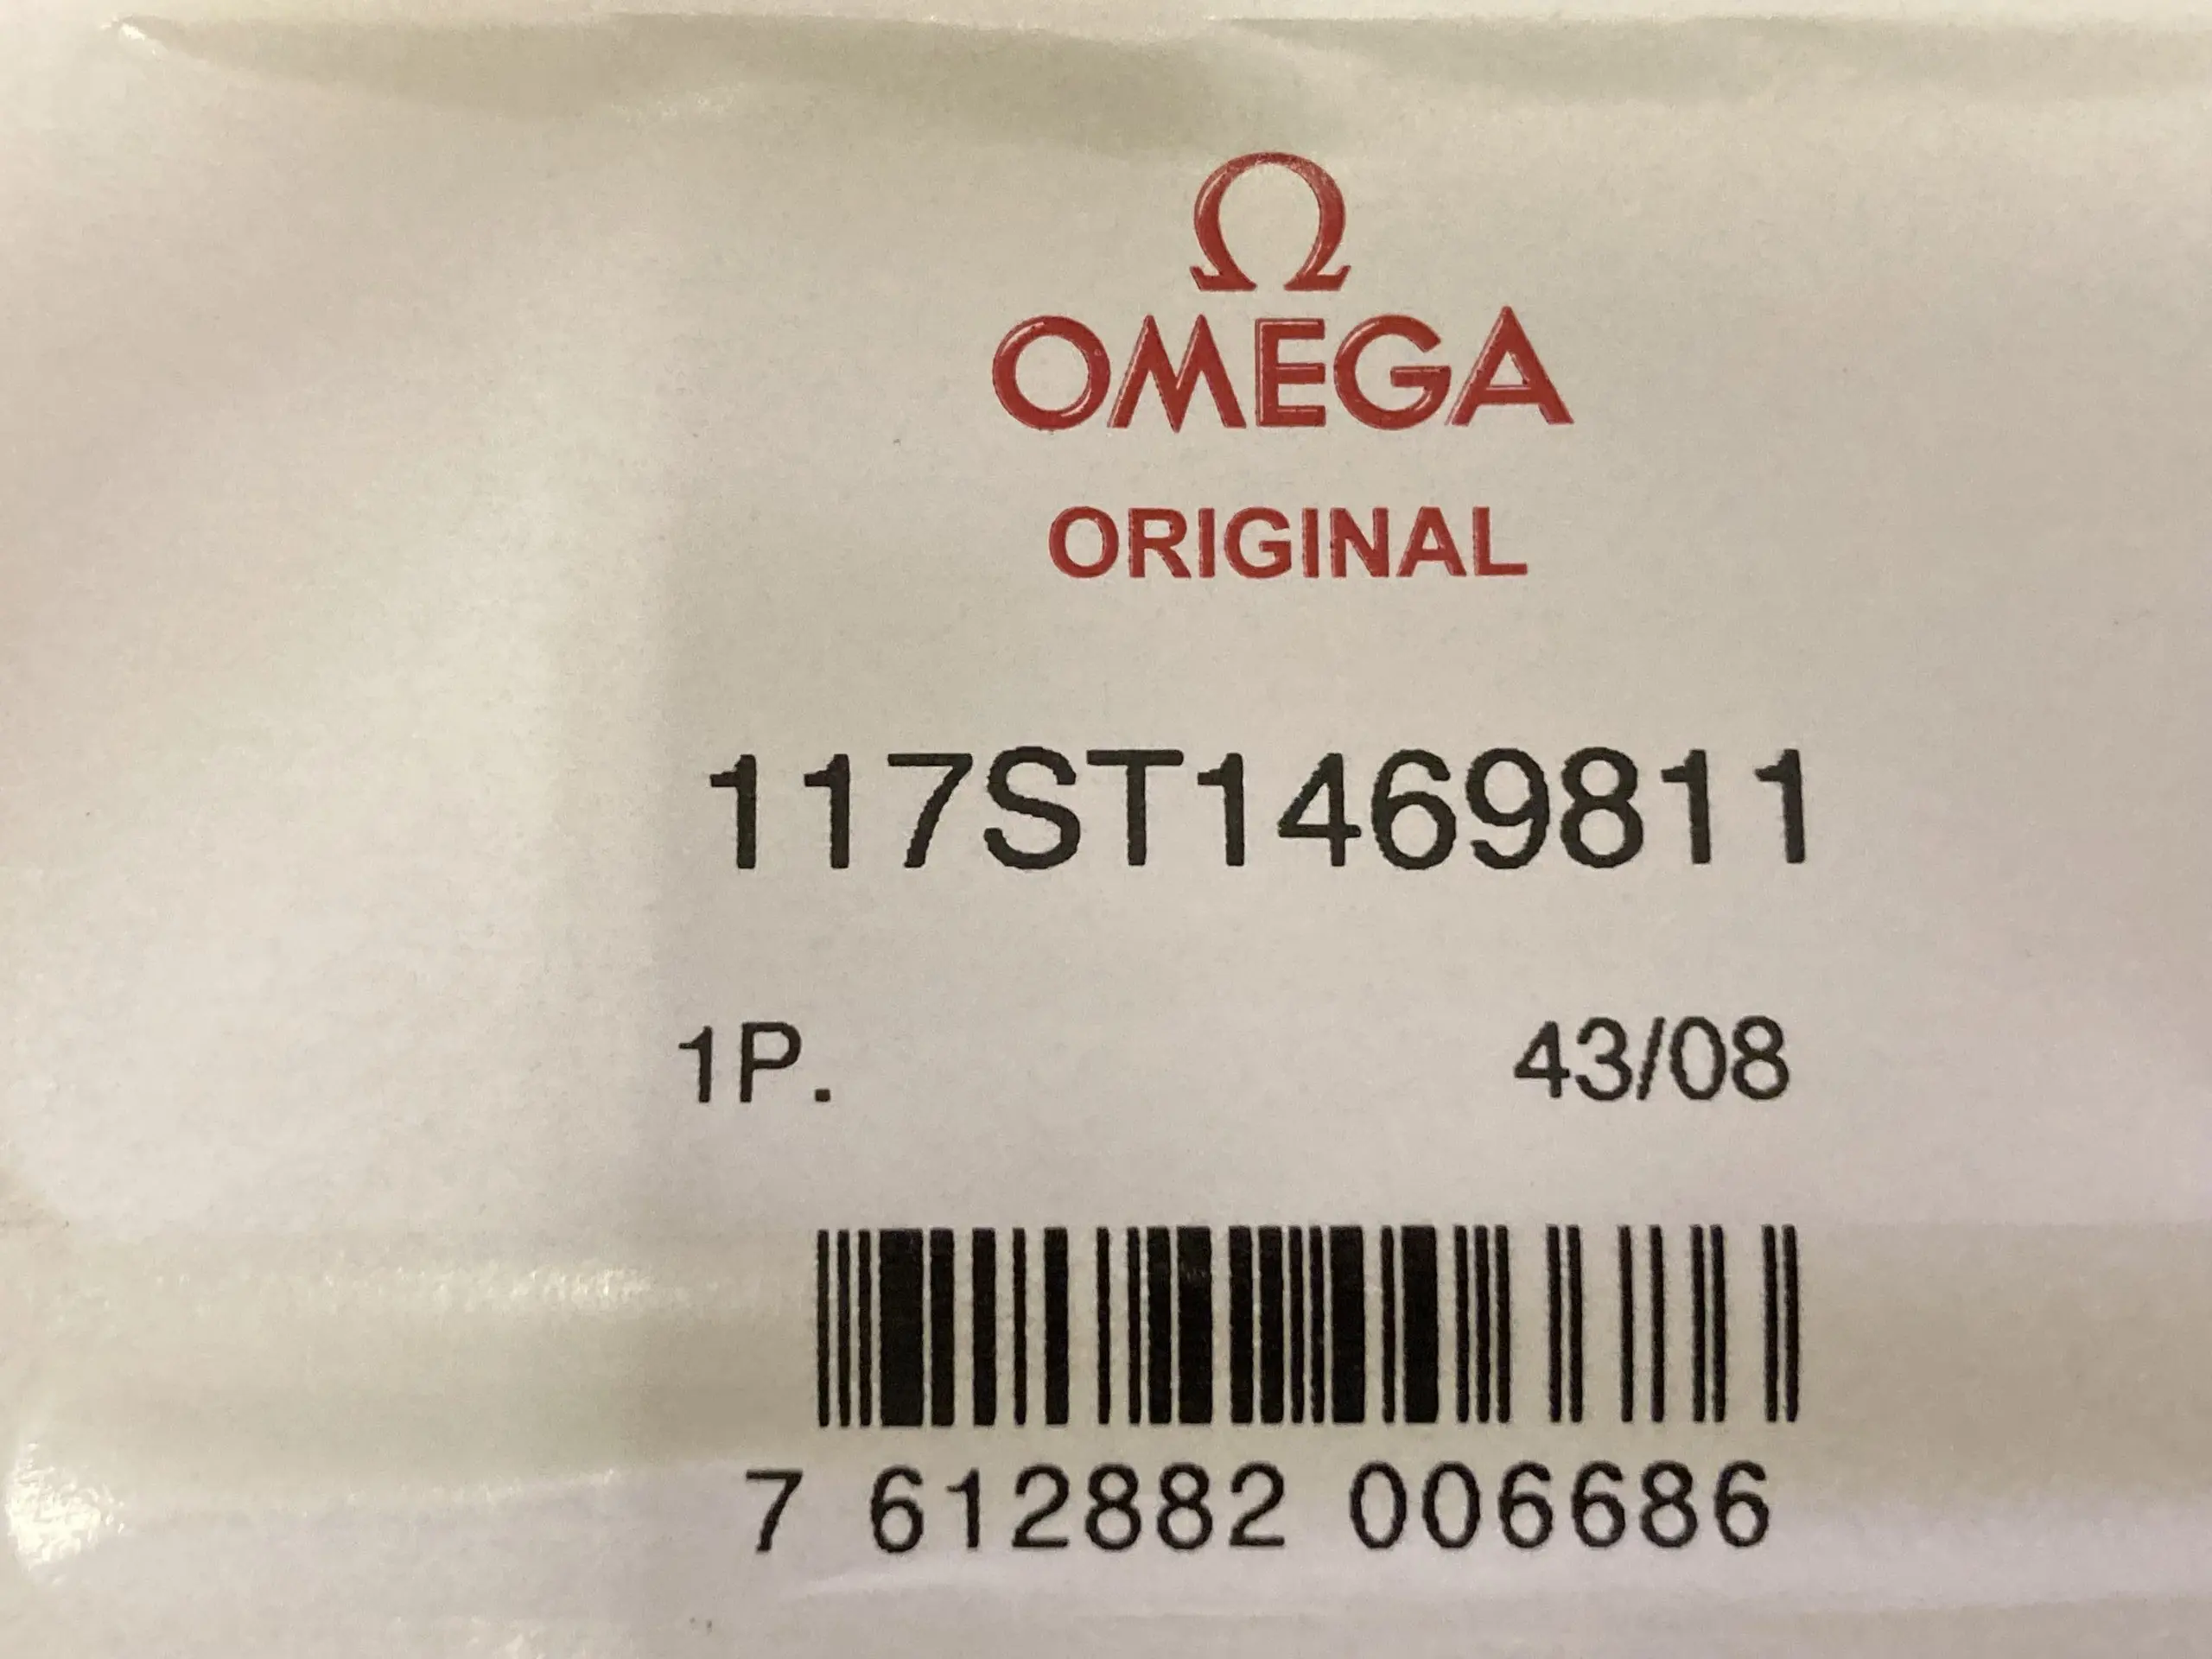 Ω
OMEGA
ORIGINAL
117ST1469811
1P. 43/08
7 612882 006686